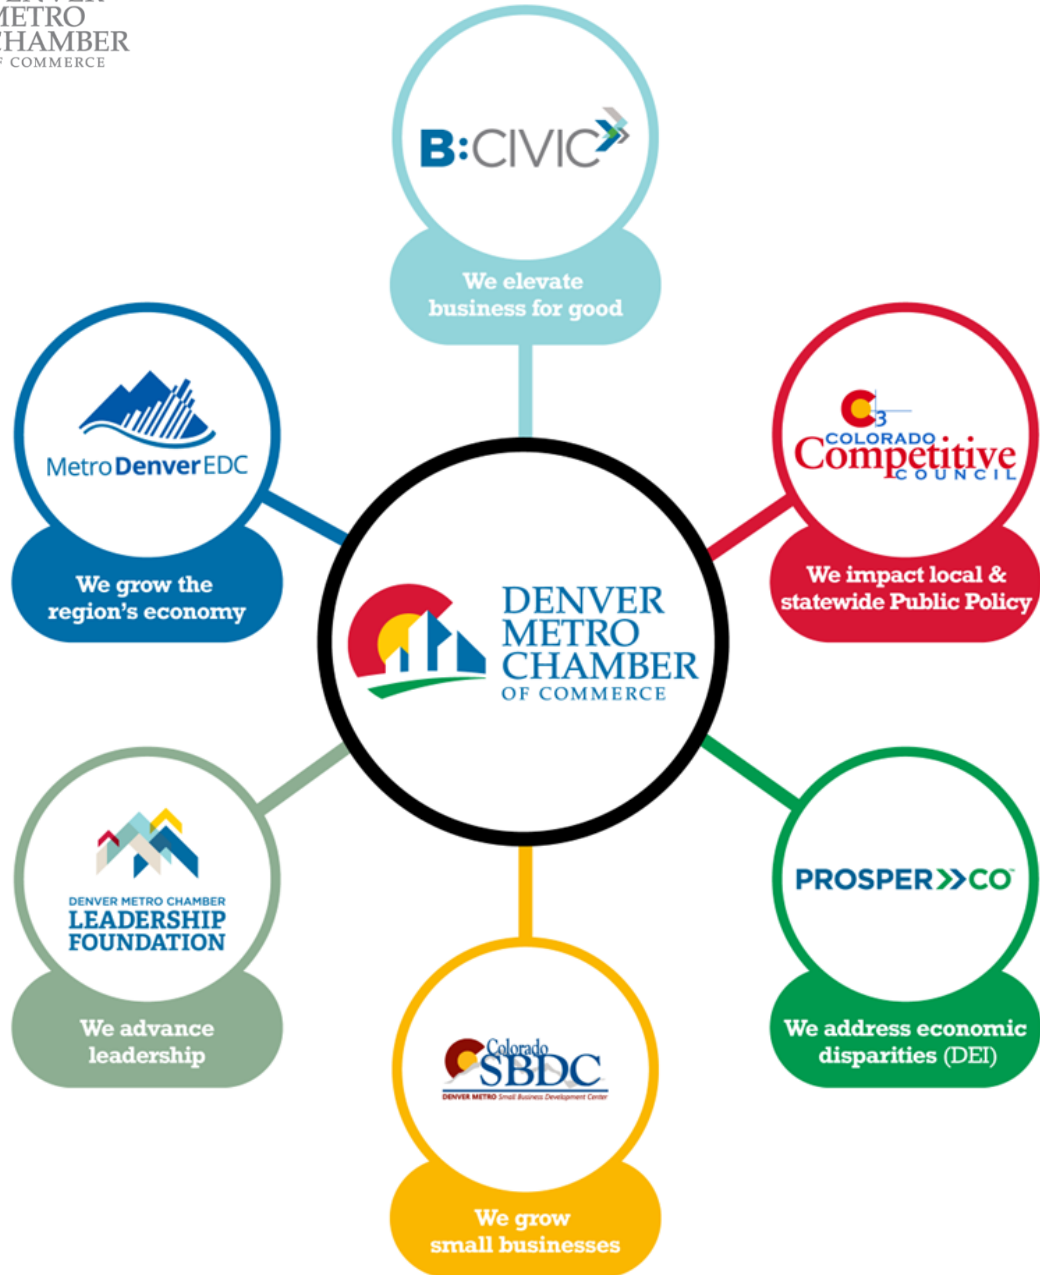 METRO
CHAMBER
OF COMMERCE
B:CIVIC
We elevate
business for good
Metro Denver EDC
We grow the
region's economy
C3
COLORADO
Competitive
COUNCIL
We impact local &
statewide Public Policy
DENVER
METRO
CHAMBER
OF COMMERCE
DENVER METRO CHAMBER
LEADERSHIP
FOUNDATION
We advance
leadership
PROSPER>>CO™
We address economic
disparities (DEI)
Colorado
SBDC
DENVER METRO Small Business Development Center
We grow
small businesses